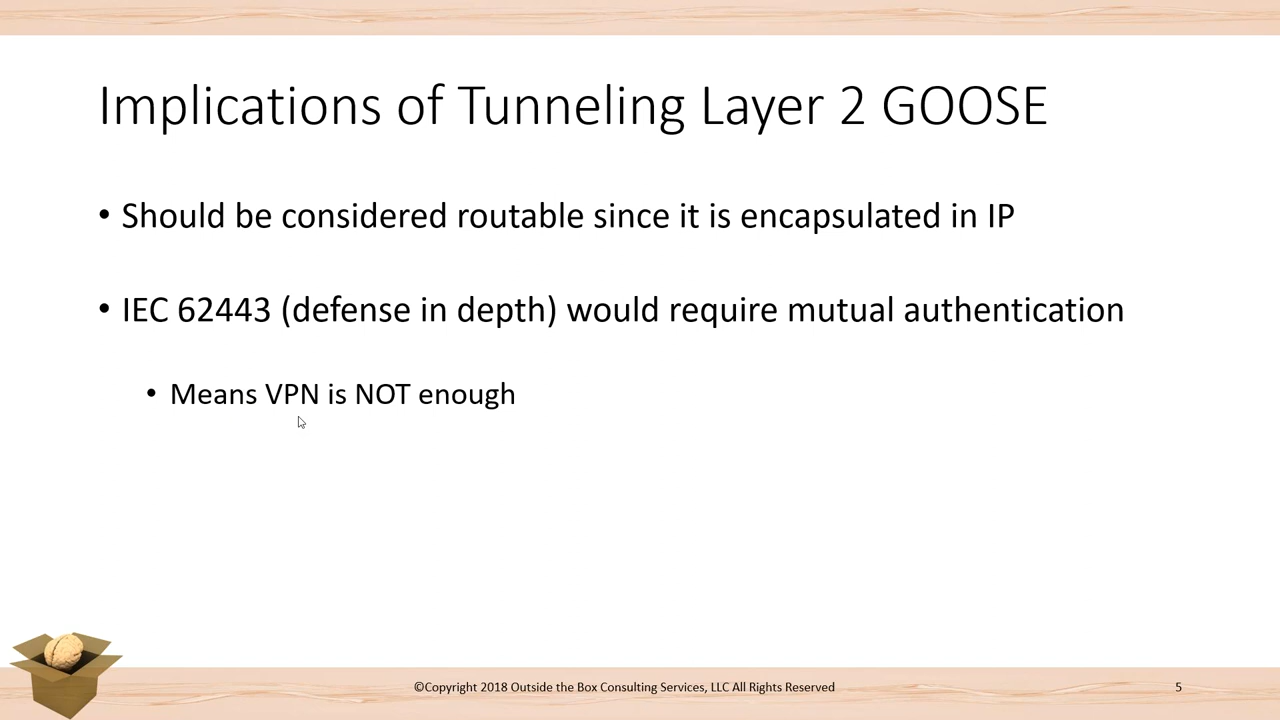 Implications of Tunneling Layer 2 GOOSE
• Should be considered routable since it is encapsulated in IP
• IEC 62443 (defense in depth) would require mutual authentication
• Means VPN is NOT enough
©Copyright 2018 Outside the Box Consulting Services, LLC All Rights Reserved
5